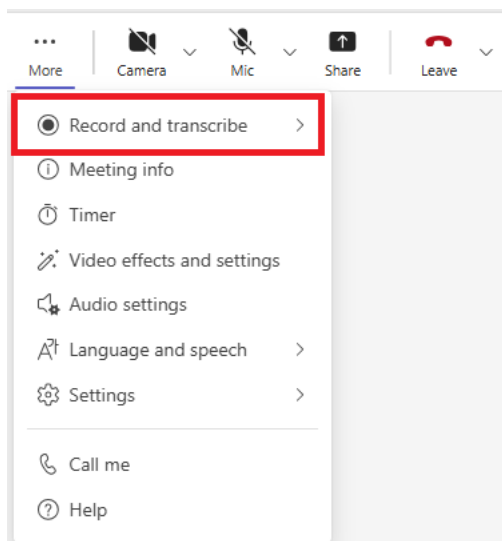 More Camera Mic Share Leave
Record and transcribe
Meeting info
Timer
Video effects and settings
Audio settings
Language and speech
Settings
Call me
Help